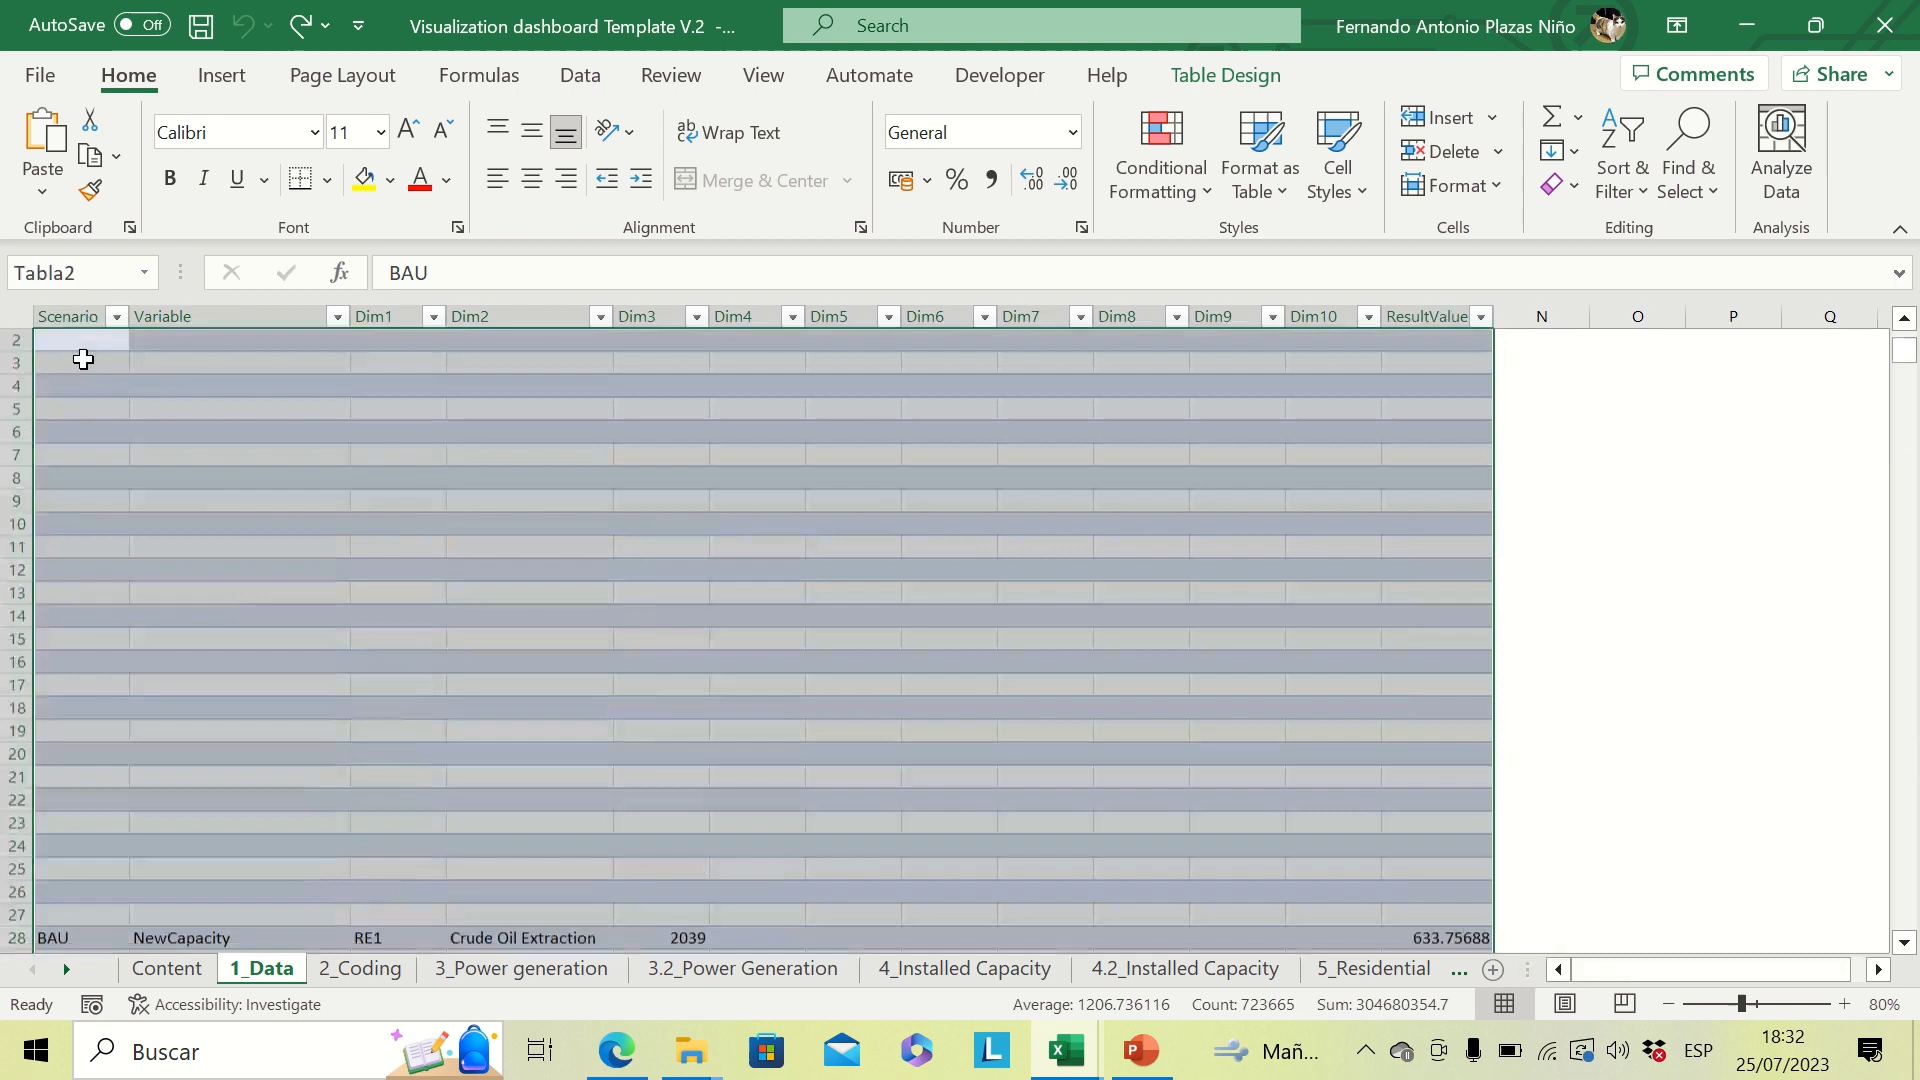 AutoSave Off Visualization dashboard Template V.2 -... Search Fernando Antonio Plazas Niño
File Home Insert Page Layout Formulas Data Review View Automate Developer Help Table Design Comments Share
Paste
Calibri 11
Wrap Text
Merge & Center
General
Conditional Formatting
Format as Table
Cell Styles
Insert
Delete
Format
Sort & Filter
Find & Select
Analyze Data
Clipboard Font Alignment Number Styles Cells Editing Analysis
Tabla2 fx BAU
Scenario Variable Dim1 Dim2 Dim3 Dim4 Dim5 Dim6 Dim7 Dim8 Dim9 Dim10 ResultValue N O P Q
2
3
4
5
6
7
8
9
10
11
12
13
14
15
16
17
18
19
20
21
22
23
24
25
26
27
28 BAU NewCapacity RE1 Crude Oil Extraction 2039 633.75688
Content 1_Data 2_Coding 3_Power generation 3.2_Power Generation 4_Installed Capacity 4.2_Installed Capacity 5_Residential ...
Ready Accessibility: Investigate Average: 1206.736116 Count: 723665 Sum: 304680354.7 80%
Buscar Mañ... ESP 18:32
25/07/2023